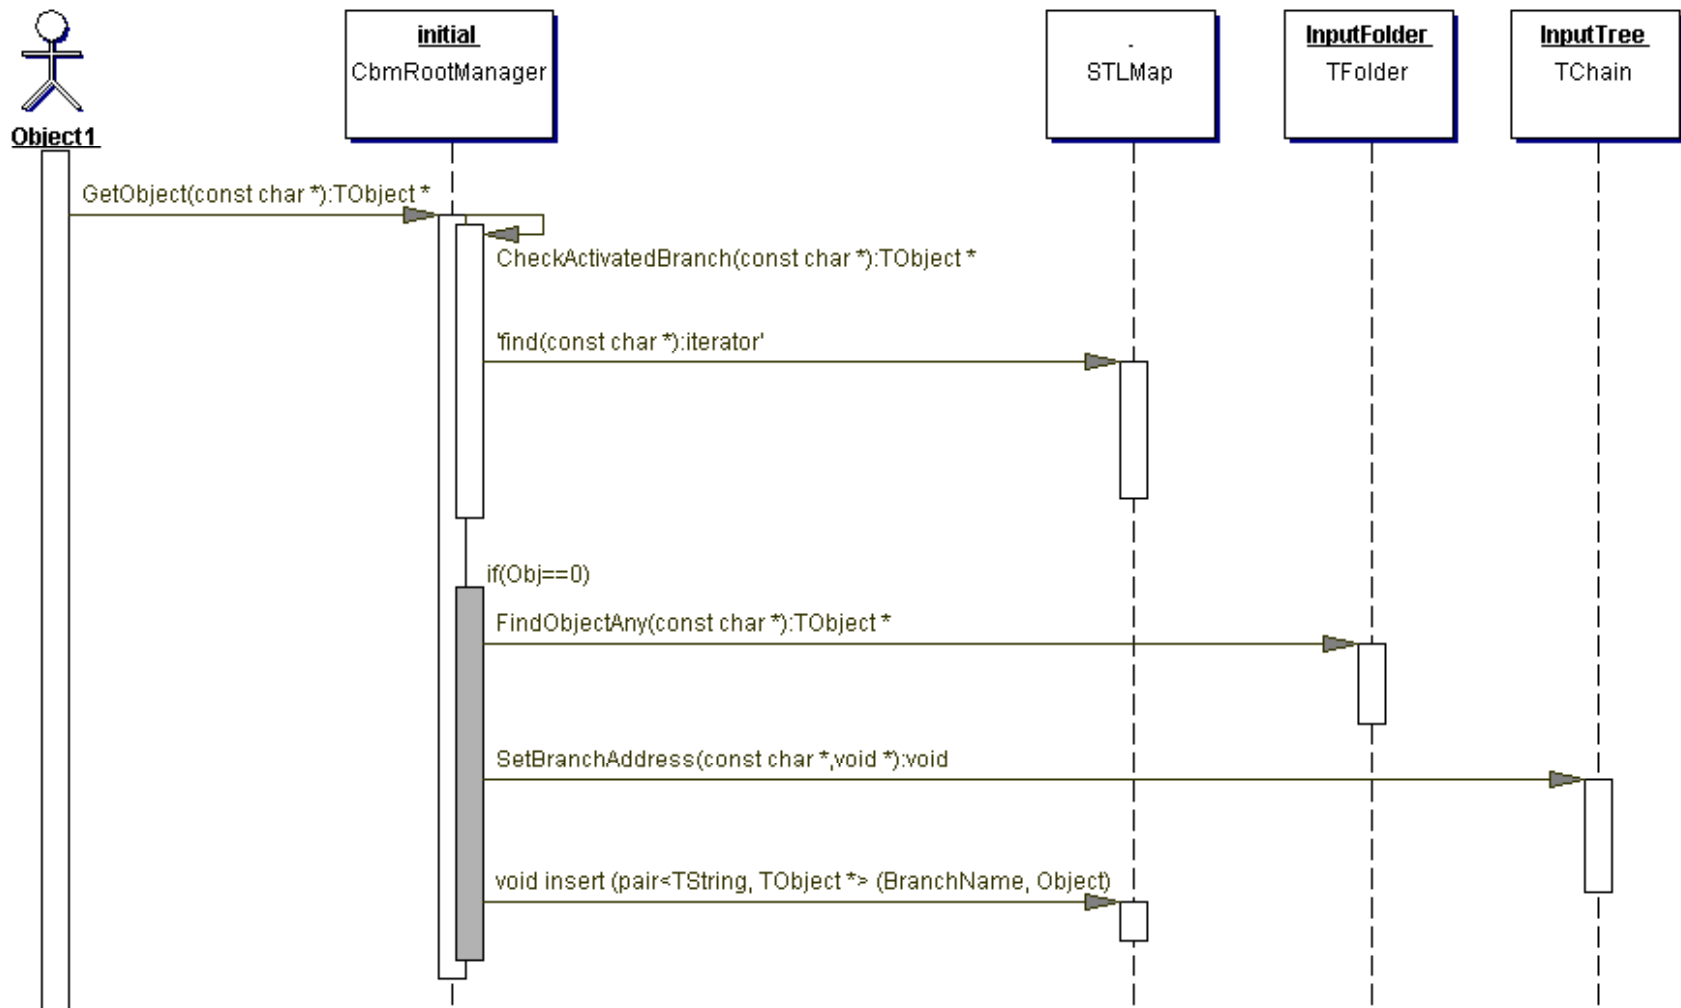 initial
CbmRootManager
STLMap
InputFolder
TFolder
InputTree
TChain
Object1
GetObject(const char *):TObject *
CheckActivatedBranch(const char *):TObject *
'find(const char *):iterator'
if(Obj==0)
FindObjectAny(const char *):TObject *
SetBranchAddress(const char *,void *):void
void insert (pair<TString, TObject *> (BranchName, Object)